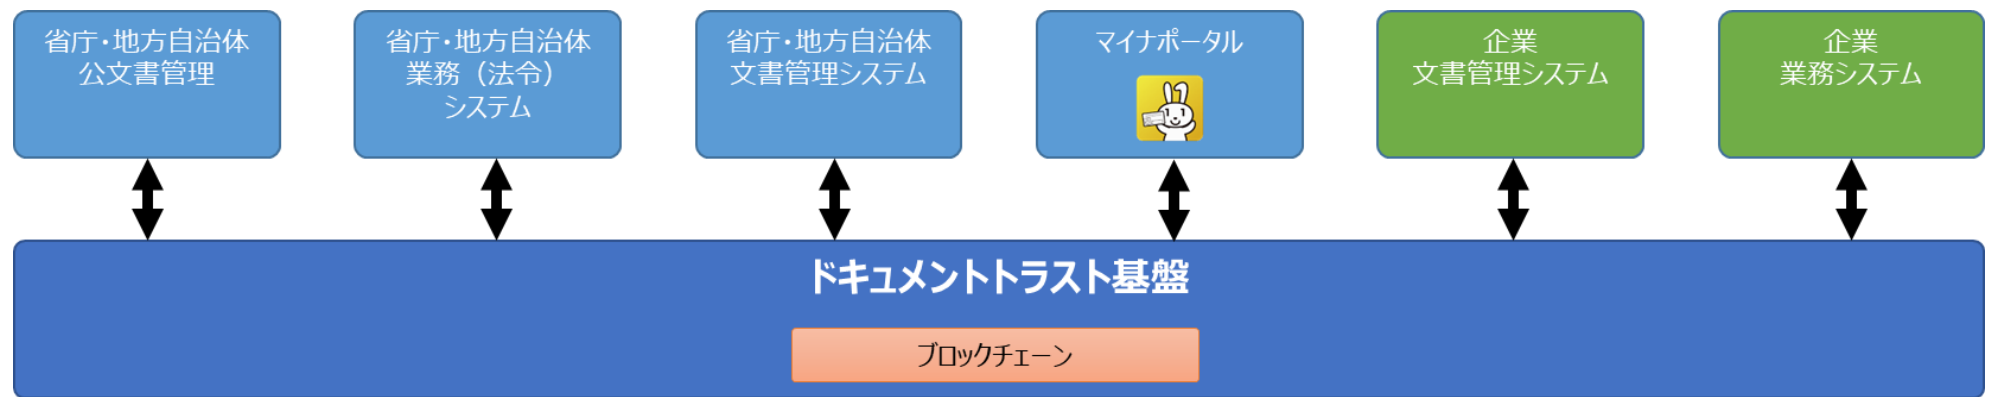 省庁・地方自治体
公文書管理
省庁・地方自治体
業務（法令）
システム
省庁・地方自治体
文書管理システム
マイナポータル
企業
文書管理システム
企業
業務システム
ドキュメントトラスト基盤
ブロックチェーン